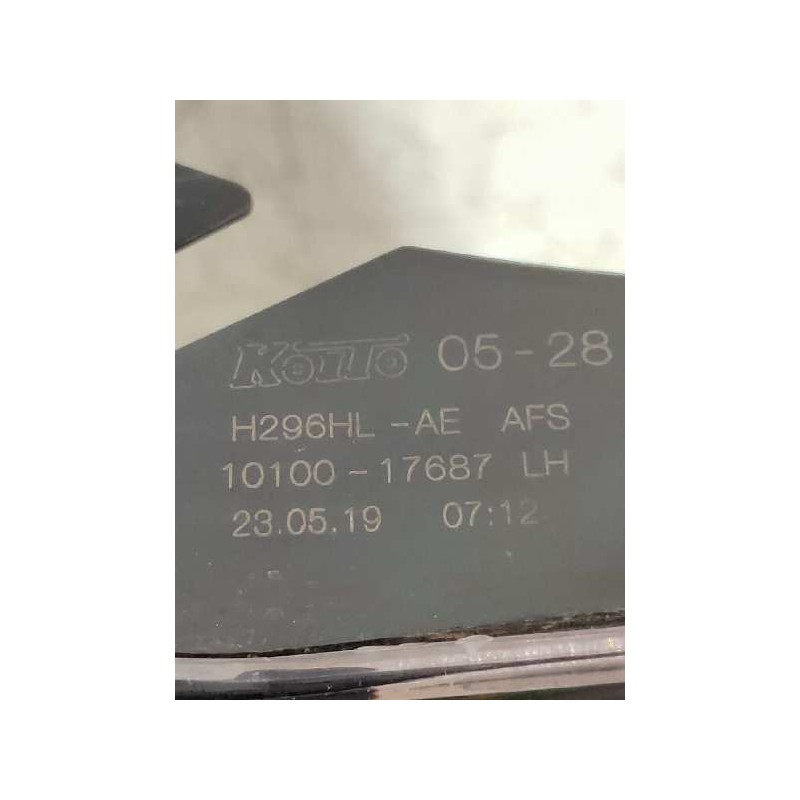 KOITO 05-28
H296HL-AE AFS
10100-17687 LH
23.05.19 07:12